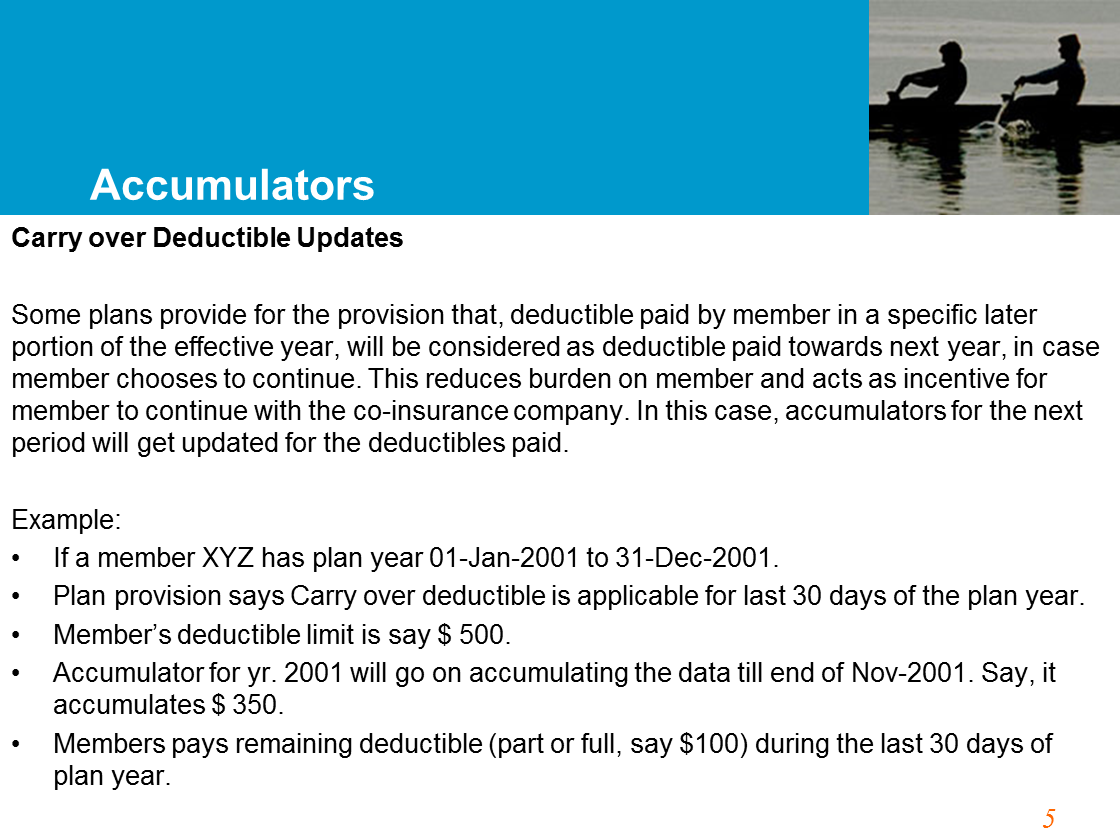 Accumulators
Carry over Deductible Updates
Some plans provide for the provision that, deductible paid by member in a specific later
portion of the effective year, will be considered as deductible paid towards next year, in case
member chooses to continue. This reduces burden on member and acts as incentive for
member to continue with the co-insurance company. In this case, accumulators for the next
period will get updated for the deductibles paid.
Example:
• If a member XYZ has plan year 01-Jan-2001 to 31-Dec-2001.
• Plan provision says Carry over deductible is applicable for last 30 days of the plan year.
• Member’s deductible limit is say $ 500.
• Accumulator for yr. 2001 will go on accumulating the data till end of Nov-2001. Say, it
accumulates $ 350.
• Members pays remaining deductible (part or full, say $100) during the last 30 days of
plan year.
5